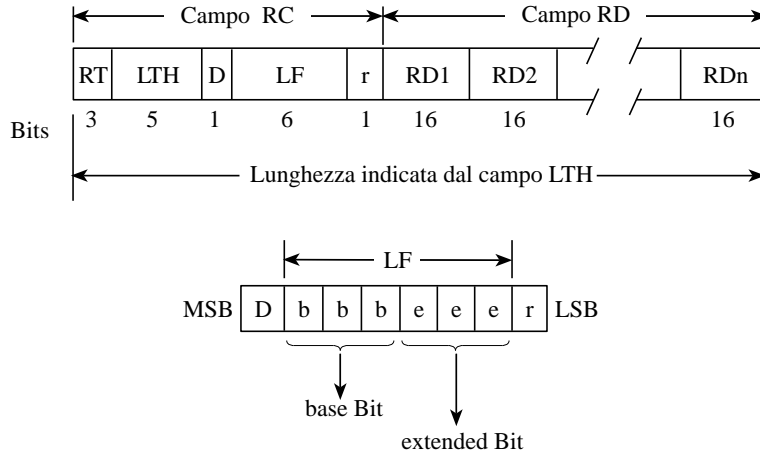 Campo RC Campo RD
RT LTH D LF r RD1 RD2 RDn
Bits 3 5 1 6 1 16 16 16
Lunghezza indicata dal campo LTH
LF
MSB D b b b e e e r LSB
base Bit
extended Bit